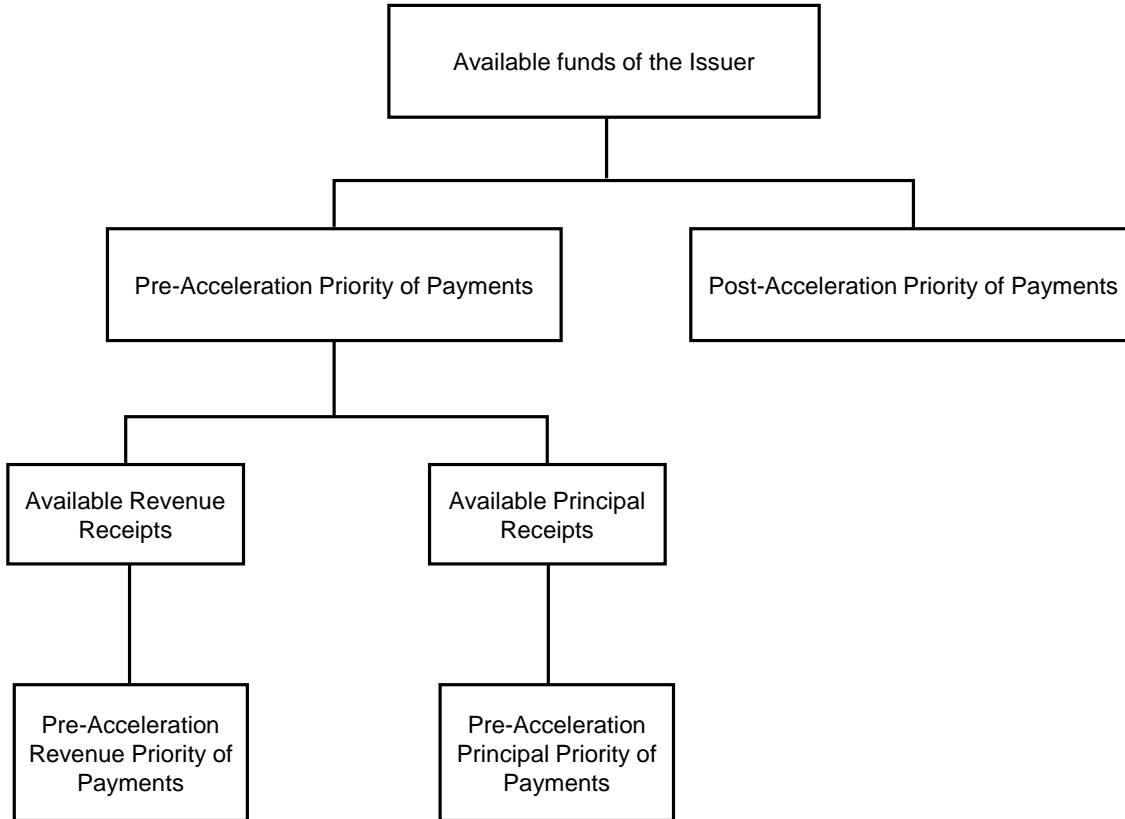 Available funds of the Issuer
Pre-Acceleration Priority of Payments
Post-Acceleration Priority of Payments
Available Revenue
Receipts
Available Principal
Receipts
Pre-Acceleration
Revenue Priority of
Payments
Pre-Acceleration
Principal Priority of
Payments